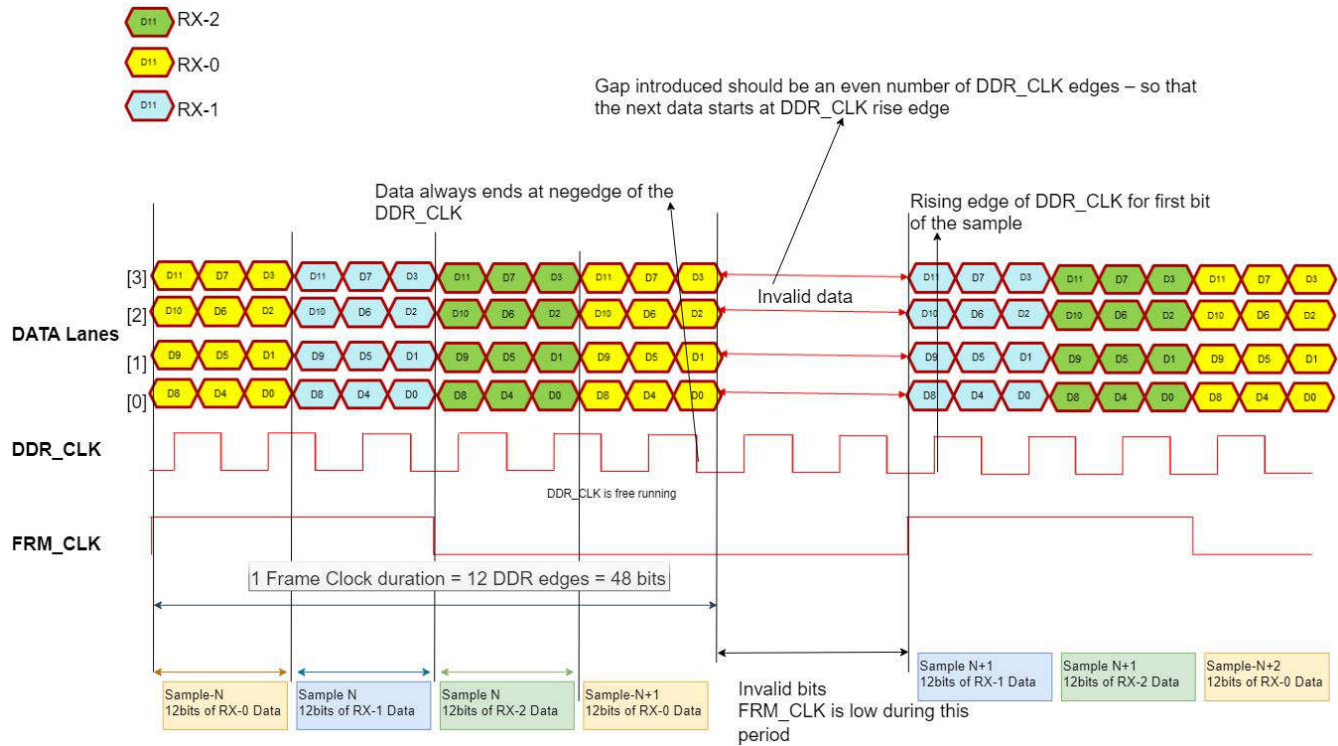 D11 RX-2
D11 RX-0
D11 RX-1
Gap introduced should be an even number of DDR_CLK edges – so that
the next data starts at DDR_CLK rise edge
Data always ends at negedge of the
DDR_CLK
Rising edge of DDR_CLK for first bit
of the sample
[3] D11 D7 D3 D11 D7 D3 D11 D7 D3 D11 D7 D3 D11 D7 D3 D11 D7 D3 D11 D7 D3
Invalid data
[2] D10 D6 D2 D10 D6 D2 D10 D6 D2 D10 D6 D2 D10 D6 D2 D10 D6 D2 D10 D6 D2
DATA Lanes
[1] D9 D5 D1 D9 D5 D1 D9 D5 D1 D9 D5 D1 D9 D5 D1 D9 D5 D1 D9 D5 D1
[0] D8 D4 D0 D8 D4 D0 D8 D4 D0 D8 D4 D0 D8 D4 D0 D8 D4 D0 D8 D4 D0
DDR_CLK
DDR_CLK is free running
FRM_CLK
1 Frame Clock duration = 12 DDR edges = 48 bits
Sample-N
12bits of RX-0 Data
Sample N
12bits of RX-1 Data
Sample N
12bits of RX-2 Data
Sample-N+1
12bits of RX-0 Data
Invalid bits
FRM_CLK is low during this
period
Sample N+1
12bits of RX-1 Data
Sample N+1
12bits of RX-2 Data
Sample-N+2
12bits of RX-0 Data